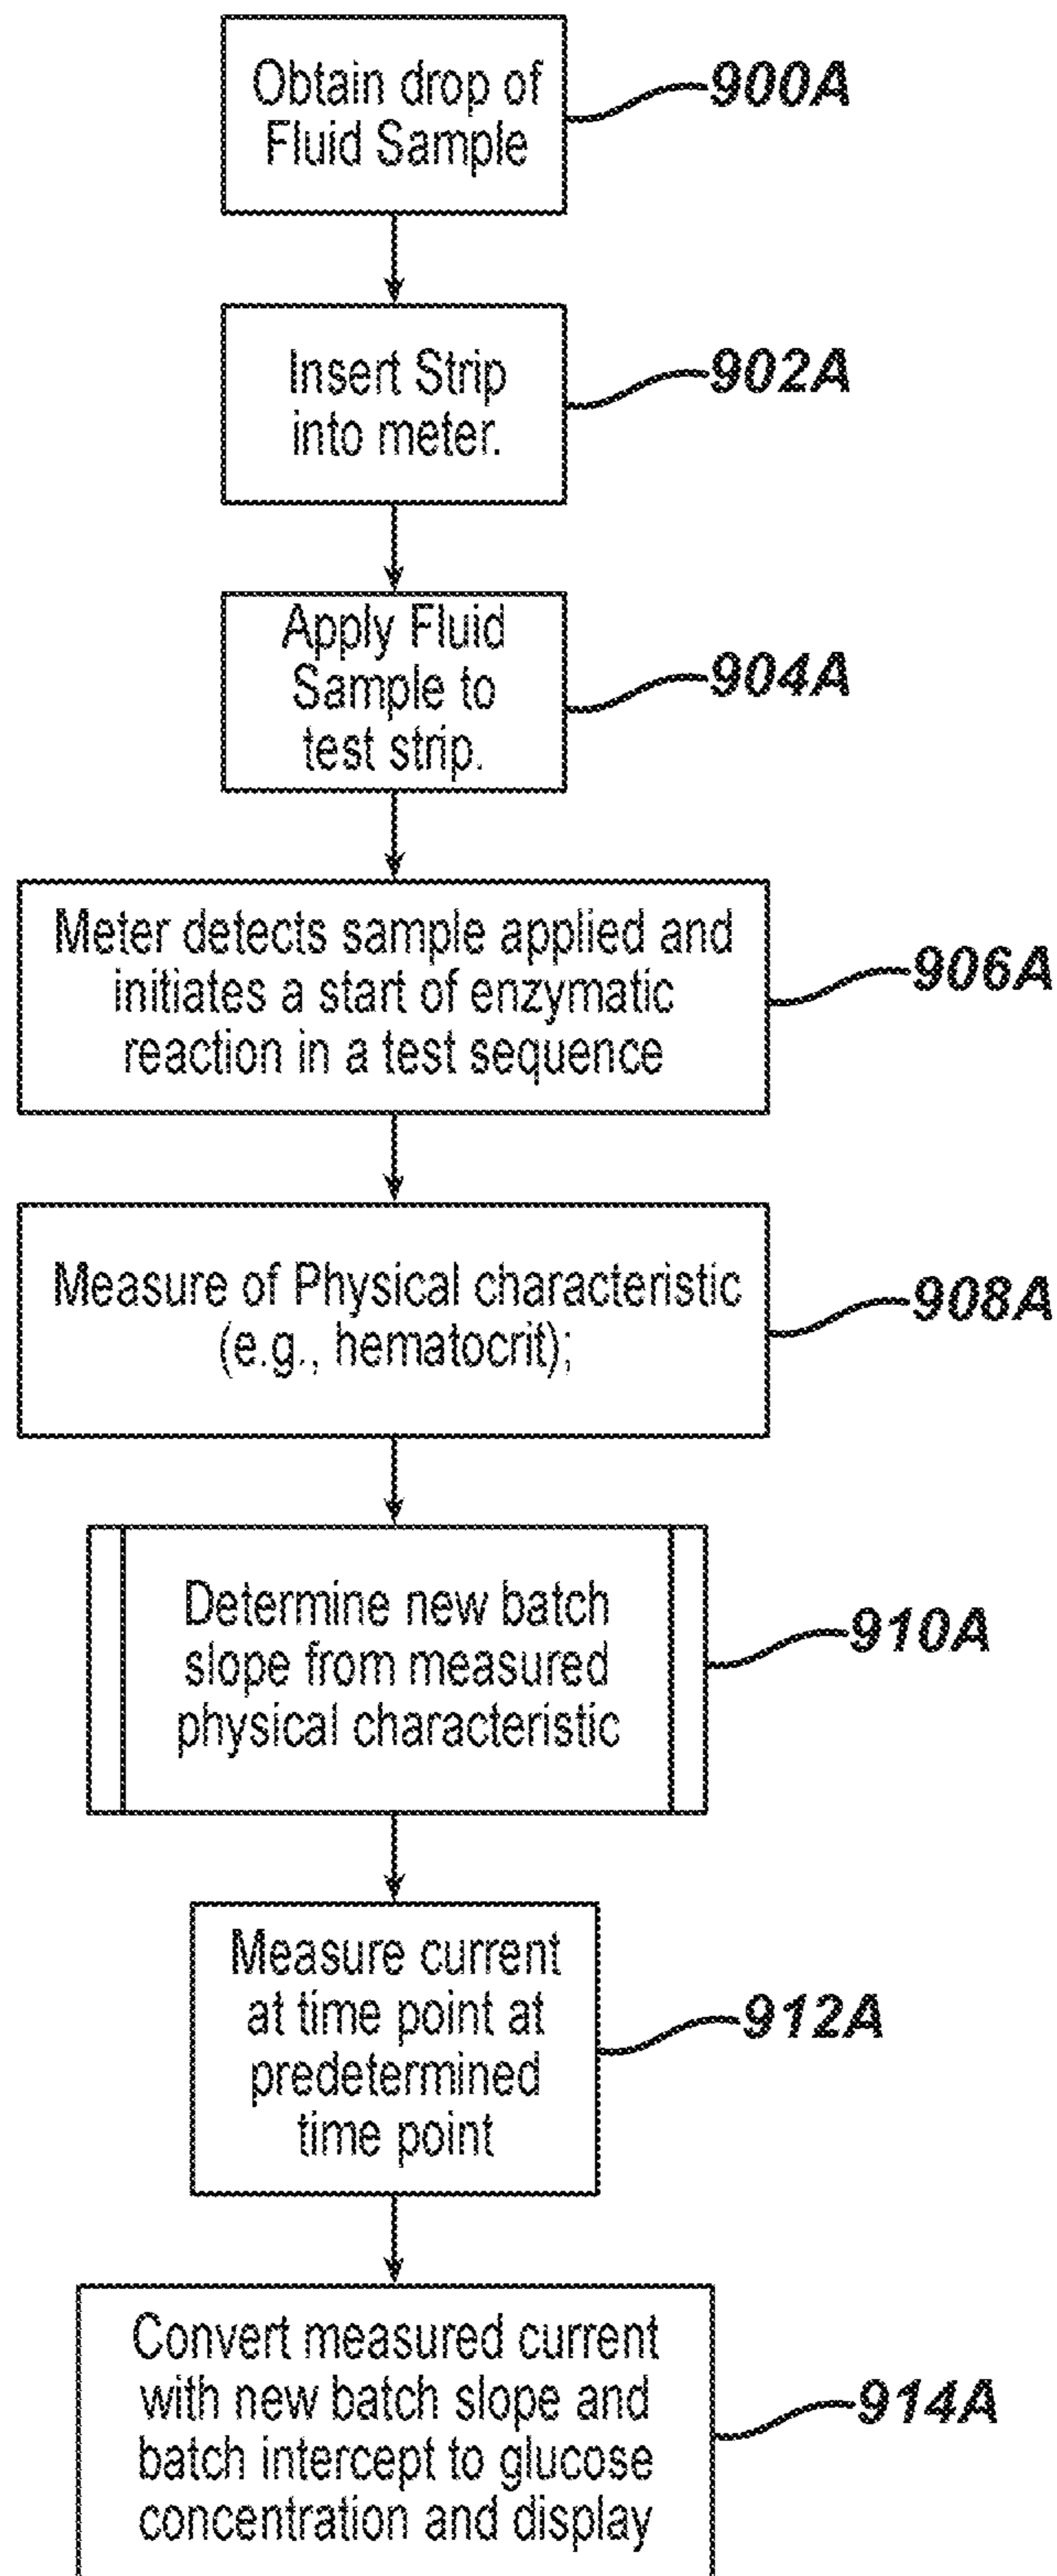 Obtain drop of
Fluid Sample
900A
Insert Strip
into meter.
902A
Apply Fluid
Sample to
test strip.
904A
Meter detects sample applied and
initiates a start of enzymatic
reaction in a test sequence
906A
Measure of Physical characteristic
(e.g., hematocrit);
908A
Determine new batch
slope from measured
physical characteristic
910A
Measure current
at time point at
predetermined
time point
912A
Convert measured current
with new batch slope and
batch intercept to glucose
concentration and display
914A